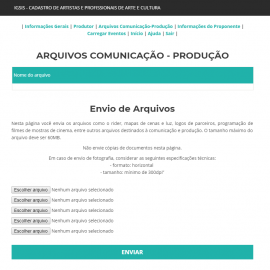 IGSIS - CADASTRO DE ARTISTAS E PROFISSIONAIS DE ARTE E CULTURA
| Informações Gerais | Produtor | Arquivos Comunicação-Produção | Informações do Proponente |
Carregar Eventos | Início | Ajuda | Sair |
ARQUIVOS COMUNICAÇÃO - PRODUÇÃO
Nome do arquivo
Envio de Arquivos
Nesta página você envia os arquivos como o rider, mapas de cenas e luz, logos de parceiros, programação de
filmes de mostras de cinema, entre outros arquivos destinados à comunicação e produção. O tamanho máximo do
arquivo deve ser 60MB.
Não envie cópias de documentos nesta página.
Em caso de envio de fotografia, considerar as seguintes especificações técnicas:
- formato: horizontal
- tamanho: mínimo de 300dpi"
Escolher arquivo Nenhum arquivo selecionado
Escolher arquivo Nenhum arquivo selecionado
Escolher arquivo Nenhum arquivo selecionado
Escolher arquivo Nenhum arquivo selecionado
Escolher arquivo Nenhum arquivo selecionado
ENVIAR